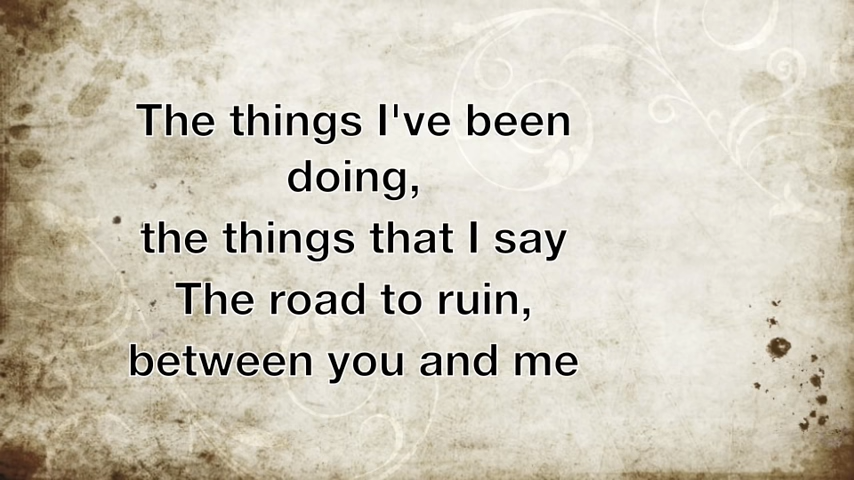 The things I've been
doing,
the things that I say
The road to ruin,
between you and me